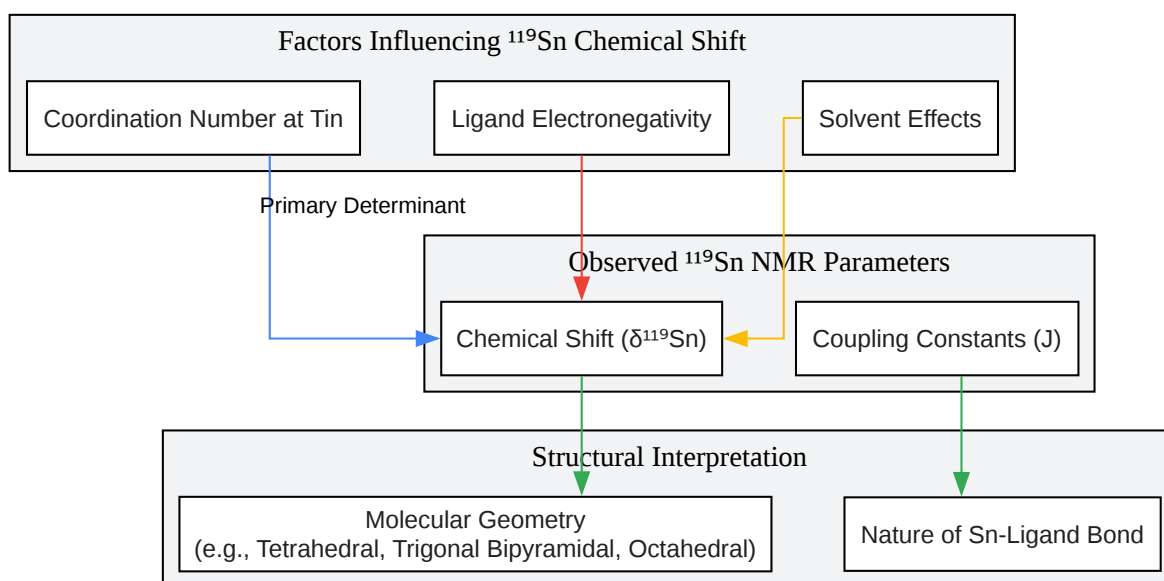 Factors Influencing ¹¹⁹Sn Chemical Shift
Coordination Number at Tin
Ligand Electronegativity
Solvent Effects
Primary Determinant
Observed ¹¹⁹Sn NMR Parameters
Chemical Shift (δ¹¹⁹Sn)
Coupling Constants (J)
Structural Interpretation
Molecular Geometry
(e.g., Tetrahedral, Trigonal Bipyramidal, Octahedral)
Nature of Sn-Ligand Bond